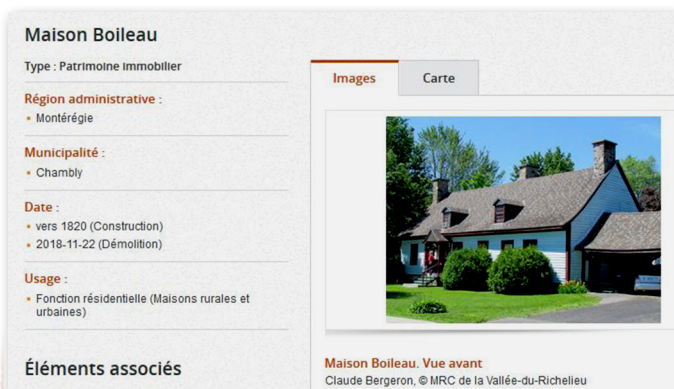 Maison Boileau
Type : Patrimoine immobilier
Région administrative :
Montérégie
Municipalité :
Chambly
Date :
vers 1820 (Construction)
2018-11-22 (Démolition)
Usage :
Fonction résidentielle (Maisons rurales et
urbaines)
Éléments associés
Images
Carte
Maison Boileau. Vue avant
Claude Bergeron, © MRC de la Vallée-du-Richelieu